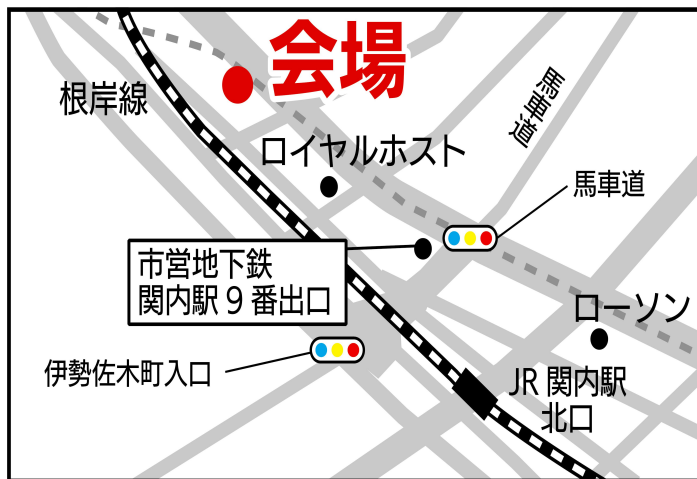 会場
根岸線
馬車道
ロイヤルホスト
馬車道
市営地下鉄
関内駅9番出口
ローソン
伊勢佐木町入口
JR関内駅
北口